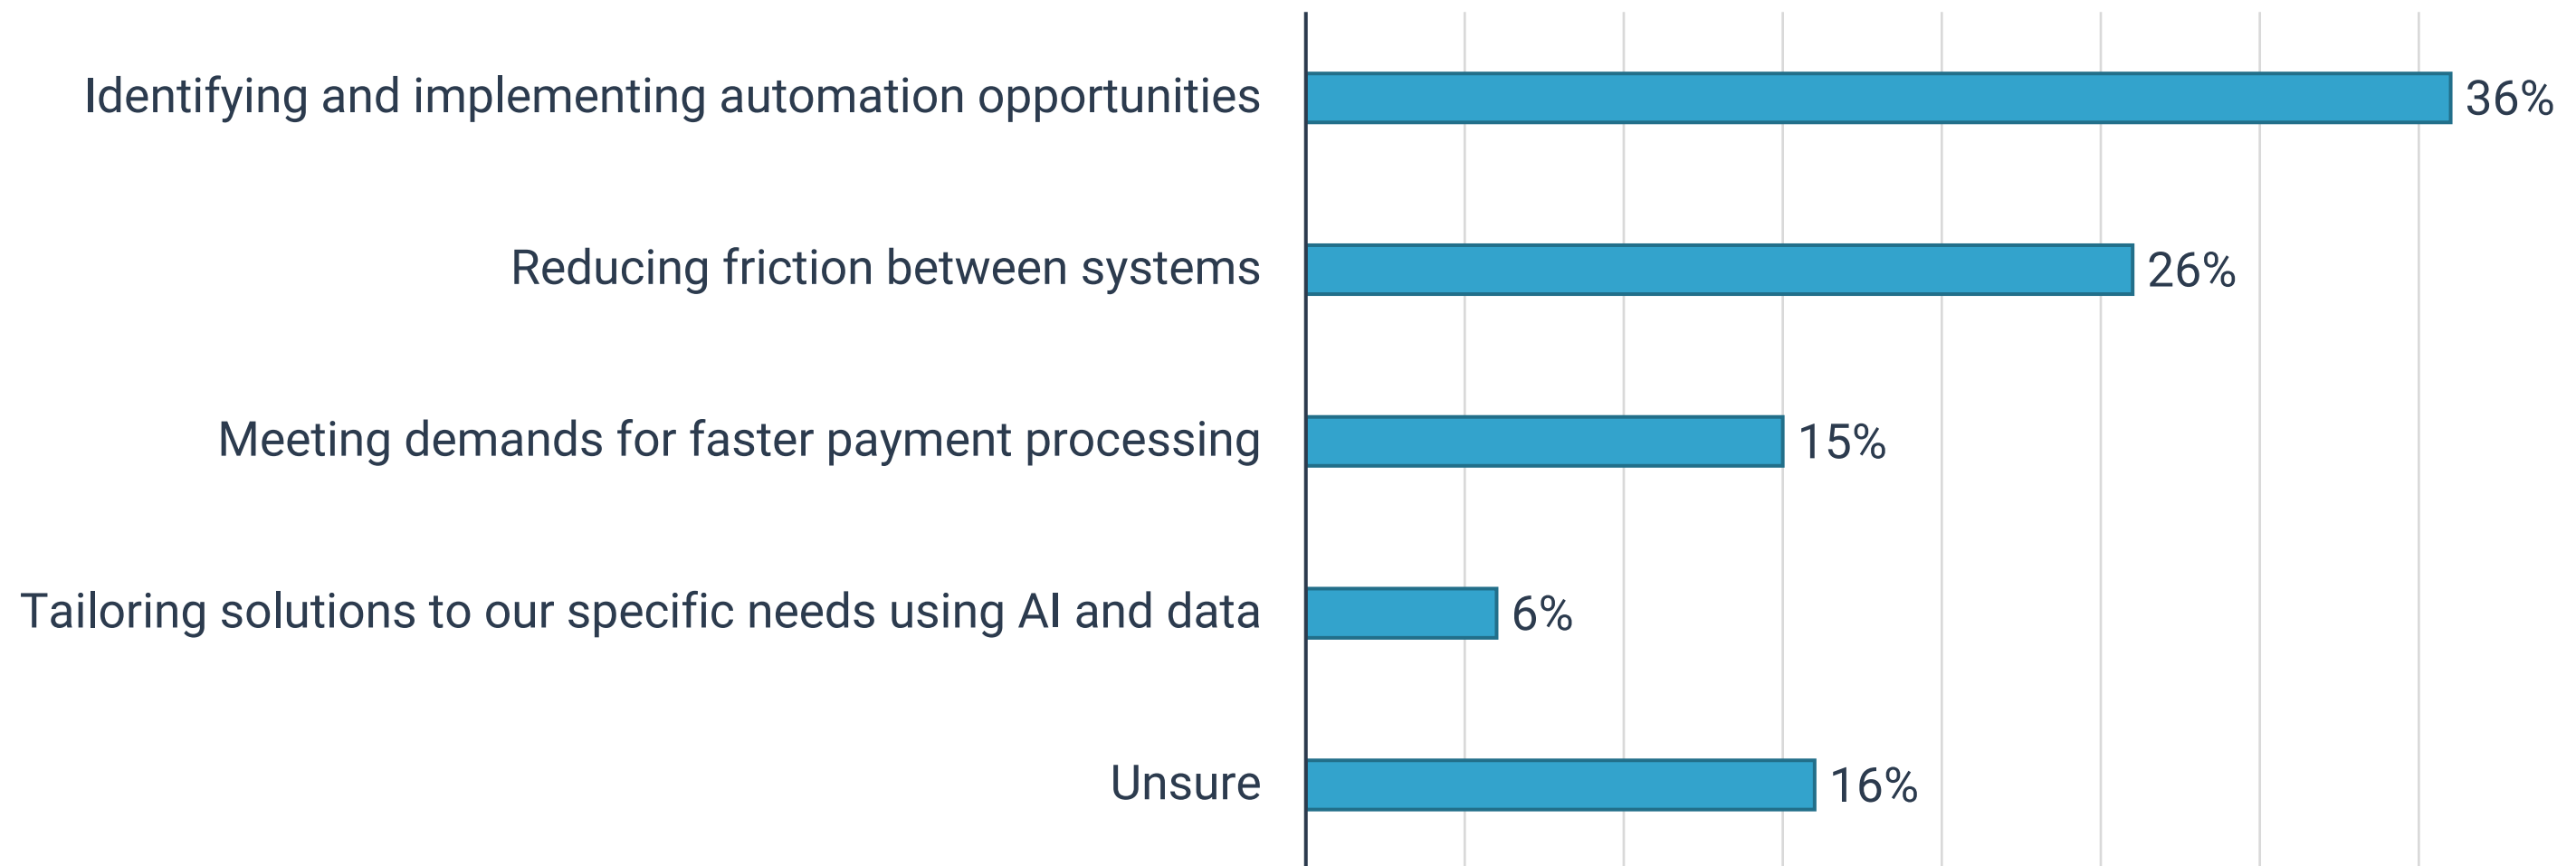 Identifying and implementing automation opportunities 36%
Reducing friction between systems 26%
Meeting demands for faster payment processing 15%
Tailoring solutions to our specific needs using AI and data 6%
Unsure 16%